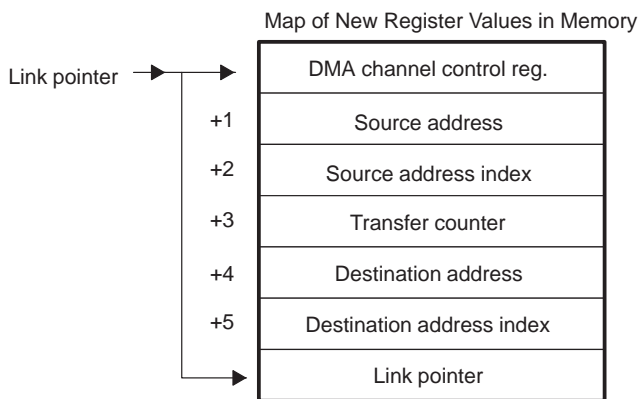 Map of New Register Values in Memory
Link pointer
DMA channel control reg.
+1 Source address
+2 Source address index
+3 Transfer counter
+4 Destination address
+5 Destination address index
Link pointer